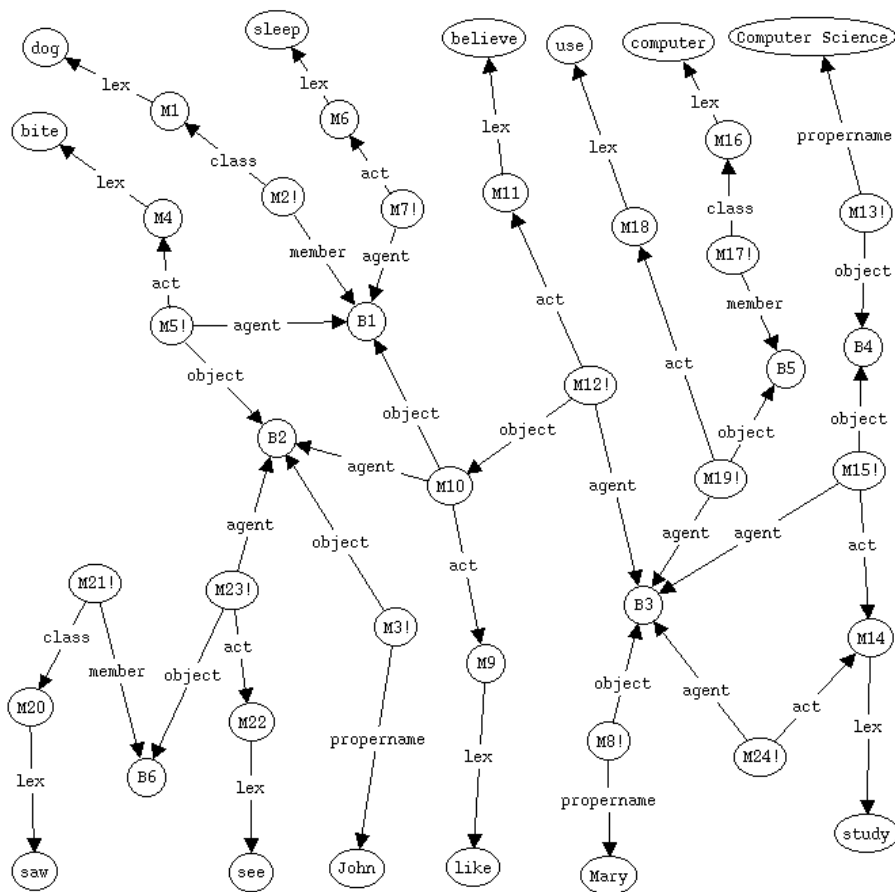 sleep
believe
use
computer
Computer Science
dog
lex
lex
M1
M6
lex
lex
lex
propername
bite
class
act
M16
lex
M11
M2!
M7!
class
M13!
M4
member
agent
M18
M17!
object
act
act
member
M5!
agent
B1
B4
object
act
B5
M12!
object
object
object
object
B2
agent
M10
M19!
M15!
agent
agent
object
agent
agent
act
act
M21!
M23!
B3
M3!
M14
class
act
M9
member
object
object
agent
act
M20
M22
M8!
M24!
lex
propername
B6
lex
lex
lex
propername
study
saw
see
John
like
Mary